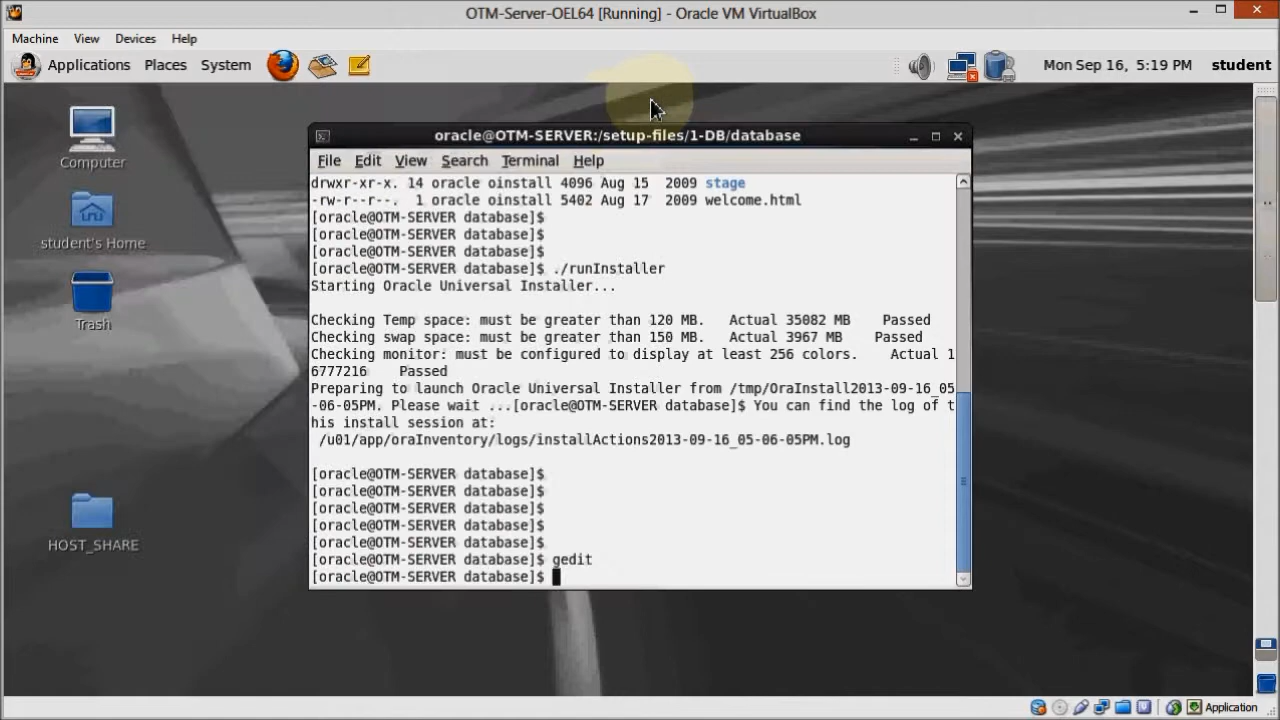 OTM-Server-OEL64 [Running] - Oracle VM VirtualBox
Machine View Devices Help
Applications Places System Mon Sep 16, 5:19 PM student
oracle@OTM-SERVER:/setup-files/1-DB/database
File Edit View Search Terminal Help
drwxr-xr-x. 14 oracle oinstall 4096 Aug 15 2009 stage
-rw-r--r--. 1 oracle oinstall 5402 Aug 17 2009 welcome.html
[oracle@OTM-SERVER database]$
[oracle@OTM-SERVER database]$
[oracle@OTM-SERVER database]$
[oracle@OTM-SERVER database]$ ./runInstaller
Starting Oracle Universal Installer...
Checking Temp space: must be greater than 120 MB. Actual 35082 MB Passed
Checking swap space: must be greater than 150 MB. Actual 3967 MB Passed
Checking monitor: must be configured to display at least 256 colors. Actual 1
6777216 Passed
Preparing to launch Oracle Universal Installer from /tmp/OraInstall2013-09-16_05
-06-05PM. Please wait ...[oracle@OTM-SERVER database]$ You can find the log of t
his install session at:
/u01/app/oraInventory/logs/installActions2013-09-16_05-06-05PM.log
[oracle@OTM-SERVER database]$
[oracle@OTM-SERVER database]$
[oracle@OTM-SERVER database]$
[oracle@OTM-SERVER database]$
[oracle@OTM-SERVER database]$
[oracle@OTM-SERVER database]$ gedit
[oracle@OTM-SERVER database]$
Computer
student's Home
Trash
HOST_SHARE
Application